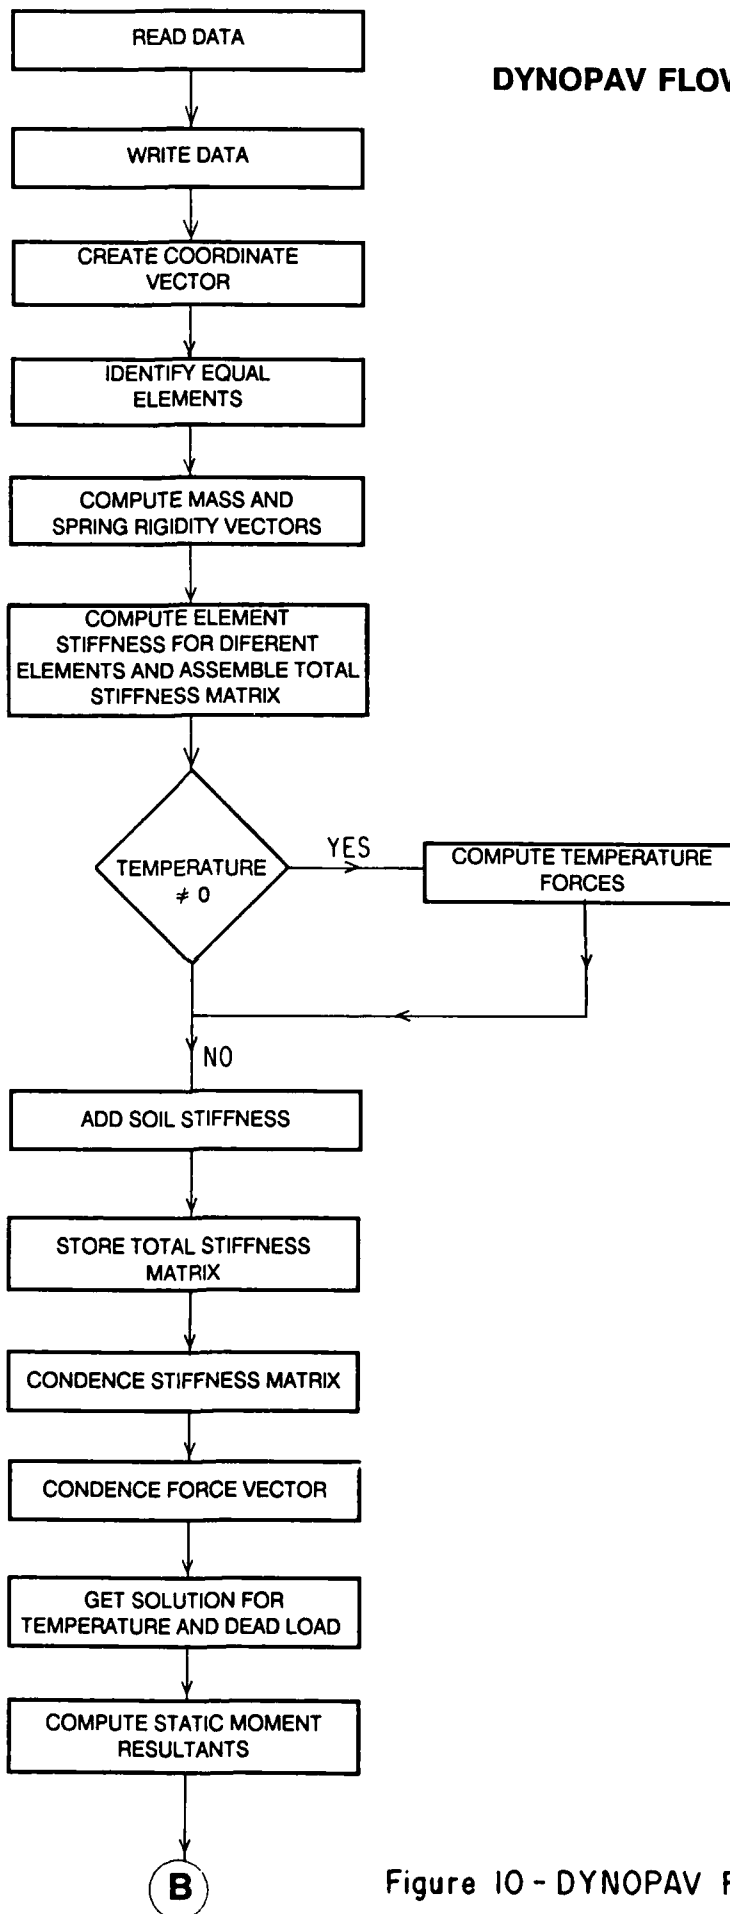 READ DATA
DYNOPAV FLOW
WRITE DATA
CREATE COORDINATE
VECTOR
IDENTIFY EQUAL
ELEMENTS
COMPUTE MASS AND
SPRING RIGIDITY VECTORS
COMPUTE ELEMENT
STIFFNESS FOR DIFERENT
ELEMENTS AND ASSEMBLE TOTAL
STIFFNESS MATRIX
TEMPERATURE
≠ 0
YES
COMPUTE TEMPERATURE
FORCES
NO
ADD SOIL STIFFNESS
STORE TOTAL STIFFNESS
MATRIX
CONDENCE STIFFNESS MATRIX
CONDENCE FORCE VECTOR
GET SOLUTION FOR
TEMPERATURE AND DEAD LOAD
COMPUTE STATIC MOMENT
RESULTANTS
B
Figure 10 - DYNOPAV F